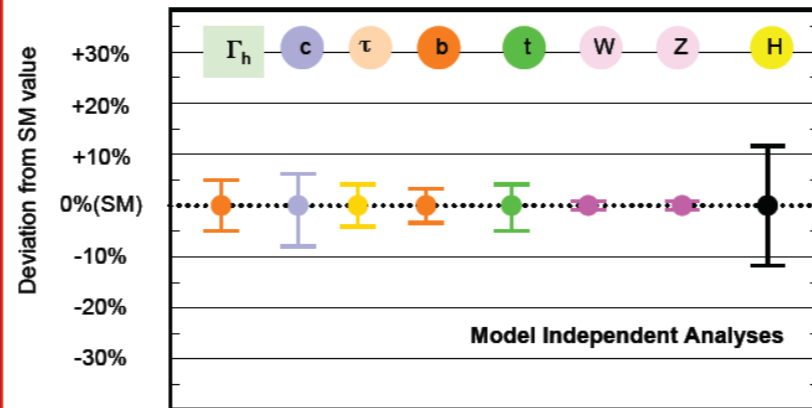 Deviation from SM value
Γh c τ b t W Z H
+30%
+20%
+10%
0%(SM)
-10%
-20%
-30%
Model Independent Analyses